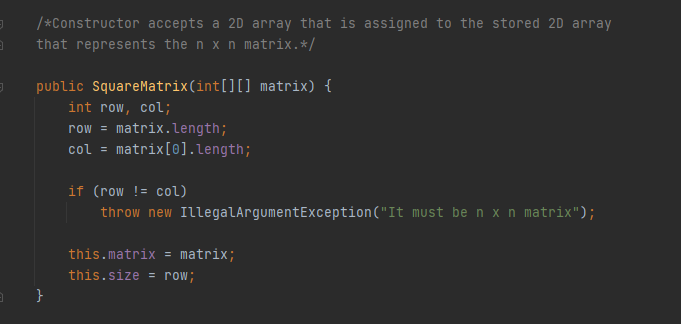 /*Constructor accepts a 2D array that is assigned to the stored 2D array
that represents the n x n matrix.*/
public SquareMatrix(int[][] matrix) {
int row, col;
row = matrix.length;
col = matrix[0].length;
if (row != col)
throw new IllegalArgumentException("It must be n x n matrix");
this.matrix = matrix;
this.size = row;
}